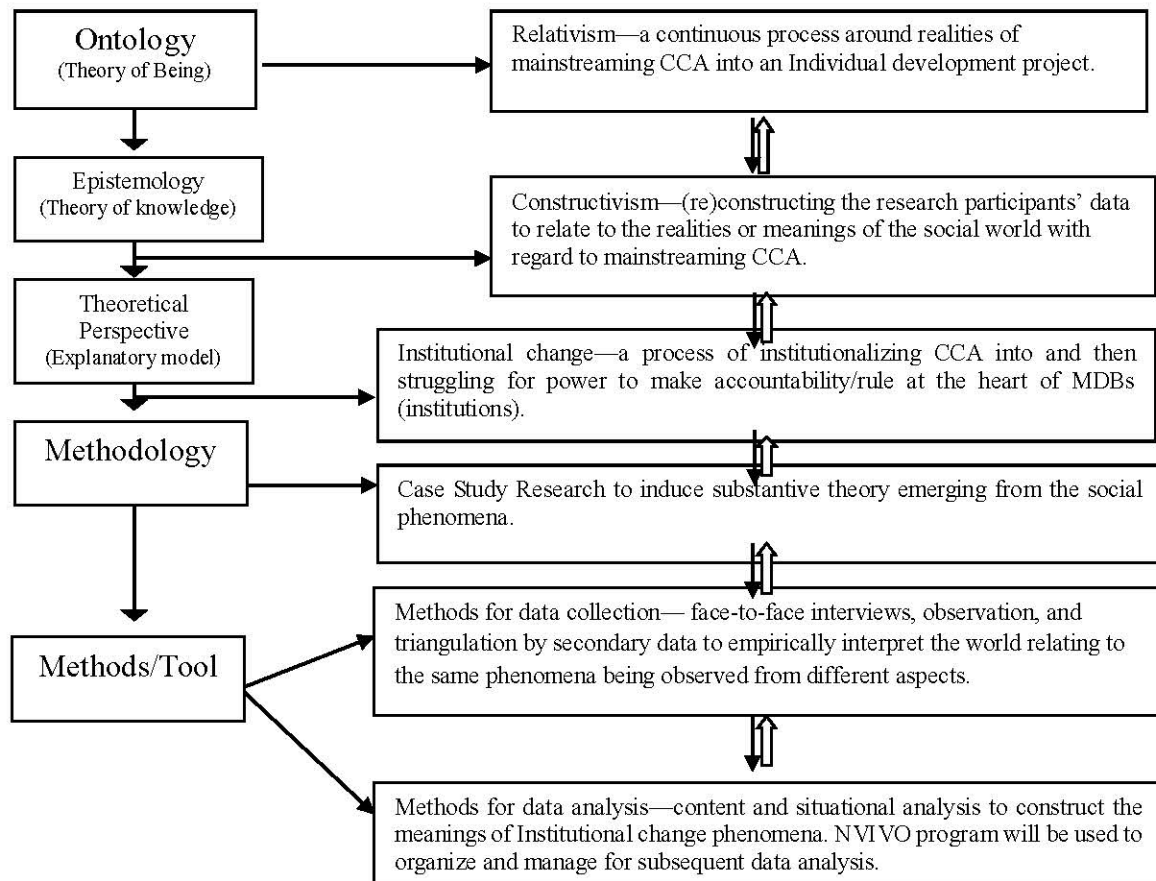 Ontology
(Theory of Being)
Relativism—a continuous process around realities of
mainstreaming CCA into an Individual development project.
Epistemology
(Theory of knowledge)
Constructivism—(re)constructing the research participants’ data
to relate to the realities or meanings of the social world with
regard to mainstreaming CCA.
Theoretical
Perspective
(Explanatory model)
Institutional change—a process of institutionalizing CCA into and then
struggling for power to make accountability/rule at the heart of MDBs
(institutions).
Methodology
Case Study Research to induce substantive theory emerging from the social
phenomena.
Methods/Tool
Methods for data collection— face-to-face interviews, observation, and
triangulation by secondary data to empirically interpret the world relating to
the same phenomena being observed from different aspects.
Methods for data analysis—content and situational analysis to construct the
meanings of Institutional change phenomena. NVIVO program will be used to
organize and manage for subsequent data analysis.